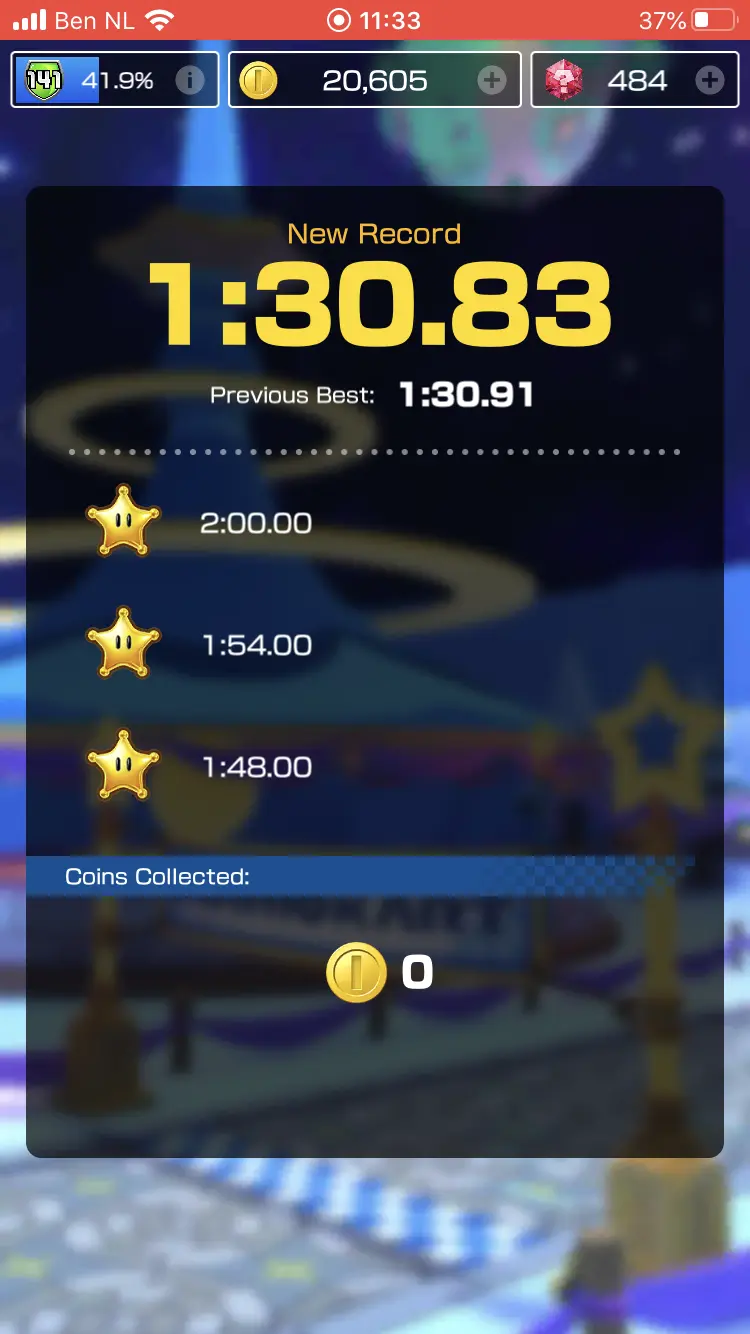 Ben NL 11:33 37%
141 41.9% i 20,605 + ? 484 +
New Record
1:30.83
Previous Best: 1:30.91
2:00.00
1:54.00
1:48.00
Coins Collected:
0